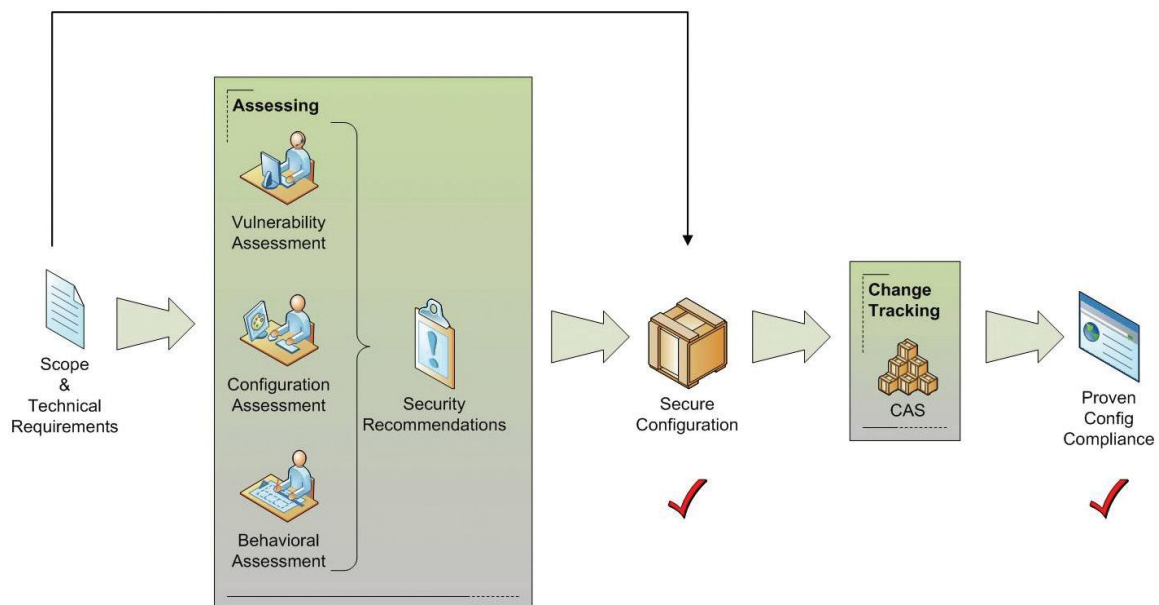 Assessing
Vulnerability
Assessment
Scope
&
Technical
Requirements
Configuration
Assessment
Security
Recommendations
Behavioral
Assessment
Secure
Configuration
Change
Tracking
CAS
Proven
Config
Compliance